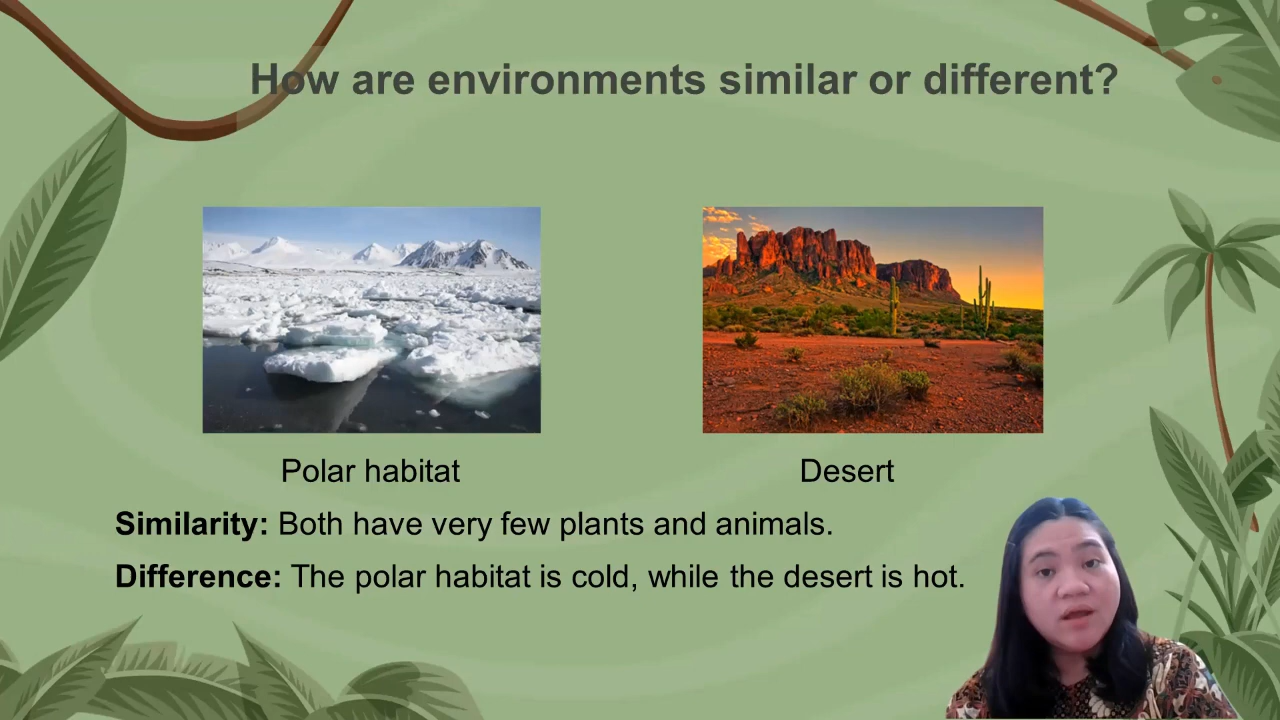 How are environments similar or different?
Polar habitat
Desert
Similarity: Both have very few plants and animals.
Difference: The polar habitat is cold, while the desert is hot.